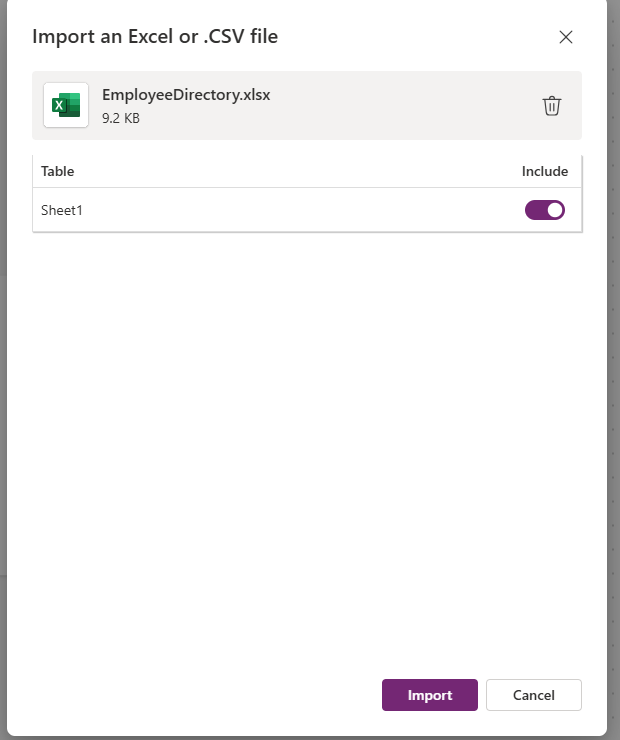 Import an Excel or .CSV file
EmployeeDirectory.xlsx
9.2 KB
Table Include
Sheet1
Import Cancel